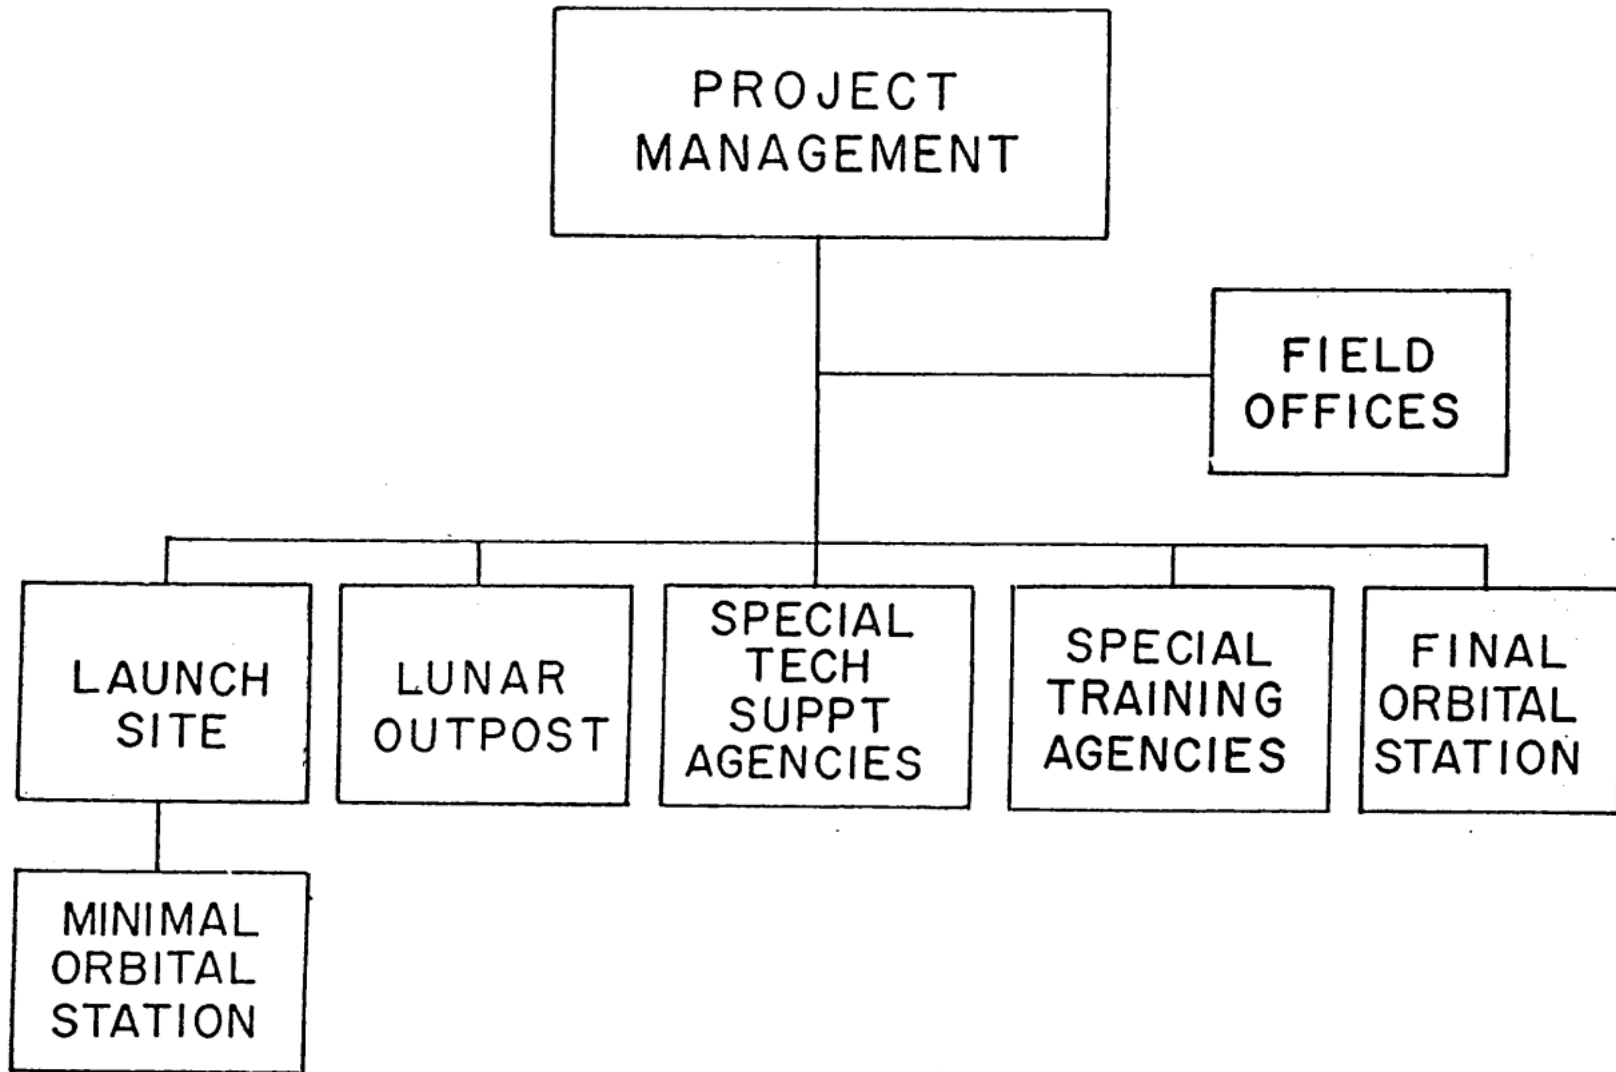 PROJECT
MANAGEMENT
FIELD
OFFICES
LAUNCH
SITE
LUNAR
OUTPOST
SPECIAL
TECH
SUPPT
AGENCIES
SPECIAL
TRAINING
AGENCIES
FINAL
ORBITAL
STATION
MINIMAL
ORBITAL
STATION